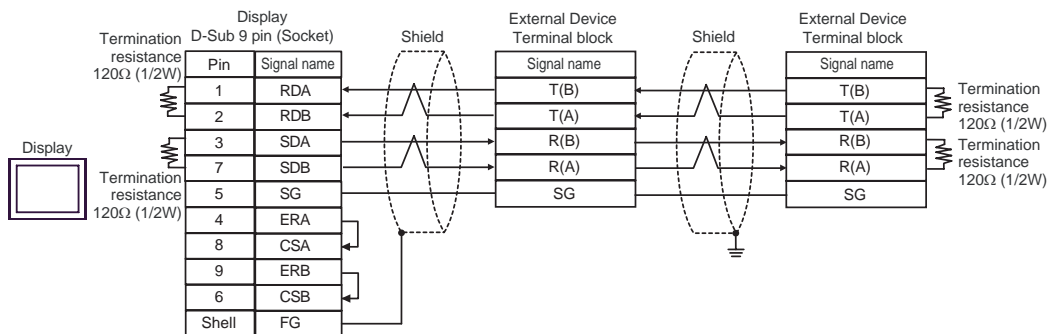 Display
D-Sub 9 pin (Socket)
Shield
External Device
Terminal block
Shield
External Device
Terminal block
Termination
resistance
120Ω (1/2W)
Pin Signal name
Signal name
Signal name
1 RDA T(B) T(B)
2 RDB T(A) T(A)
3 SDA R(B) R(B)
7 SDB R(A) R(A)
5 SG SG SG
4 ERA
8 CSA
9 ERB
6 CSB
Shell FG
Termination
resistance
120Ω (1/2W)
Termination
resistance
120Ω (1/2W)
Display
Termination
resistance
120Ω (1/2W)